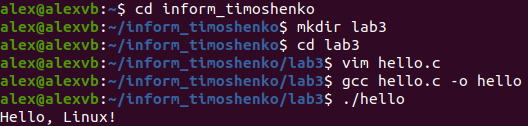 alex@alexvb:~$ cd inform_timoshenko
alex@alexvb:~/inform_timoshenko$ mkdir lab3
alex@alexvb:~/inform_timoshenko$ cd lab3
alex@alexvb:~/inform_timoshenko/lab3$ vim hello.c
alex@alexvb:~/inform_timoshenko/lab3$ gcc hello.c -o hello
alex@alexvb:~/inform_timoshenko/lab3$ ./hello
Hello, Linux!